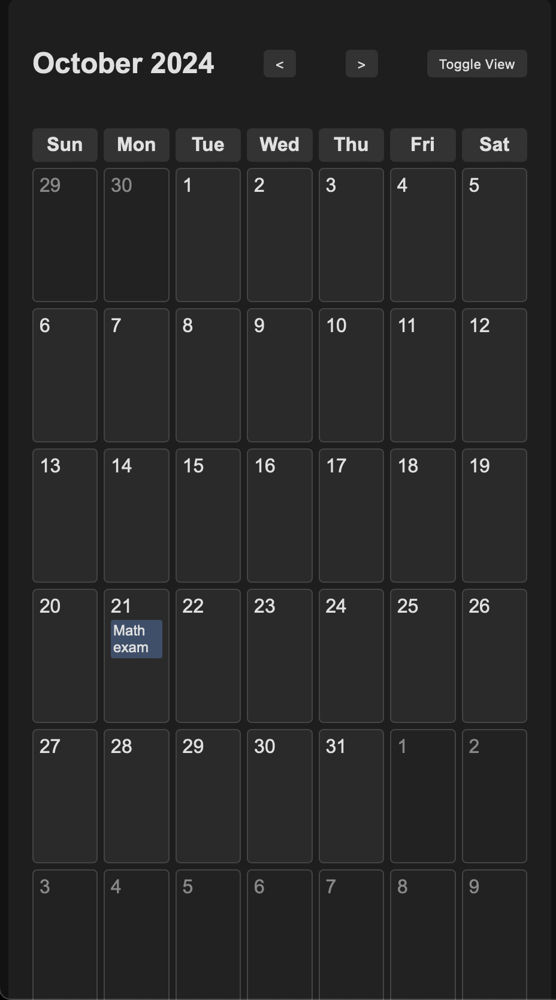 October 2024 < > Toggle View
Sun Mon Tue Wed Thu Fri Sat
29 30 1 2 3 4 5
6 7 8 9 10 11 12
13 14 15 16 17 18 19
20 21 22 23 24 25 26
Math
exam
27 28 29 30 31 1 2
3 4 5 6 7 8 9